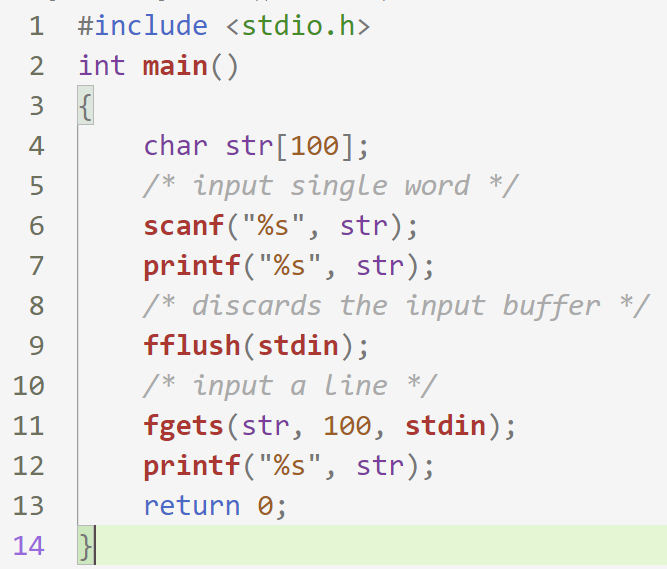 1 #include <stdio.h>
2 int main()
3 {
4     char str[100];
5     /* input single word */
6     scanf("%s", str);
7     printf("%s", str);
8     /* discards the input buffer */
9     fflush(stdin);
10     /* input a line */
11     fgets(str, 100, stdin);
12     printf("%s", str);
13     return 0;
14 }